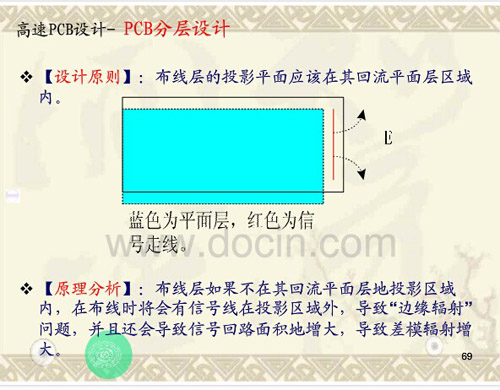 高速PCB设计- PCB分层设计
❖ 【设计原则】：布线层的投影平面应该在其回流平面层区域
内。
E
蓝色为平面层，红色为信
号走线。
www.docin.com
❖ 【原理分析】：布线层如果不在其回流平面层地投影区域
内，在布线时将会有信号线在投影区域外，导致“边缘辐射”
问题，并且还会导致信号回路面积地增大，导致差模辐射增
大。
69